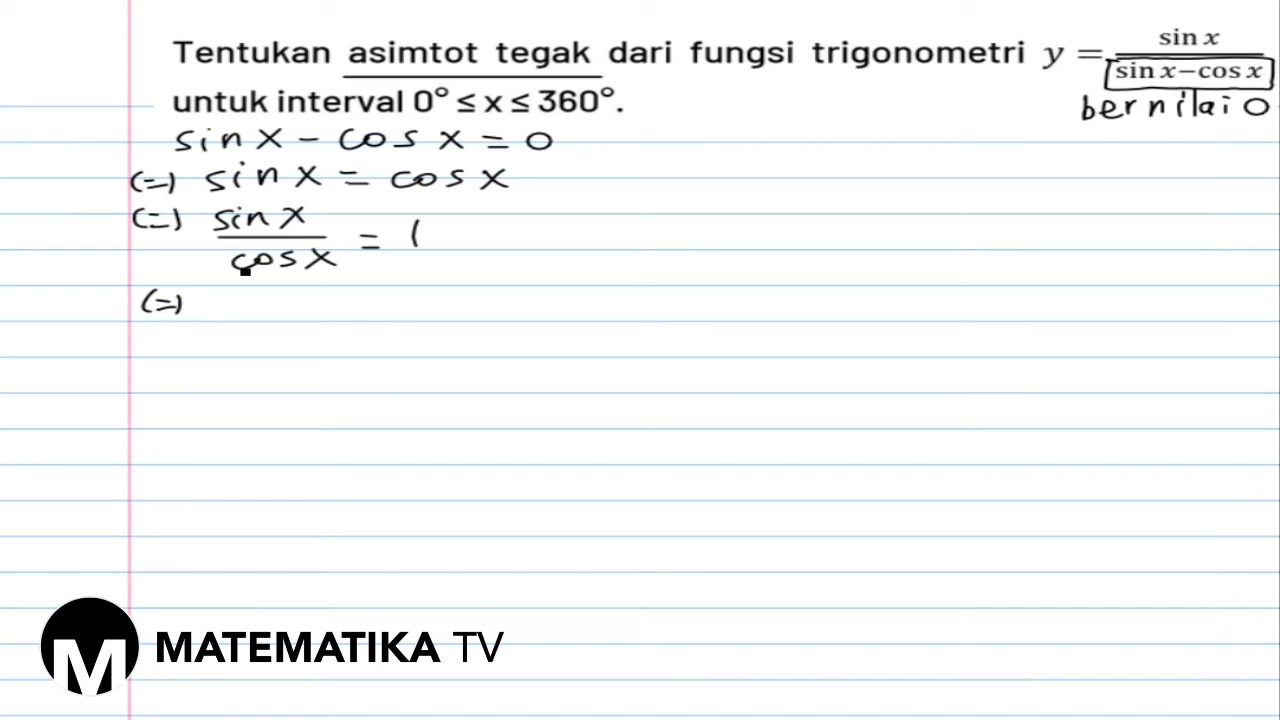 Tentukan asimtot tegak dari fungsi trigonometri y = sin x / sin x−cos x
untuk interval 0° ≤ x ≤ 360°.
bernilai 0
sin x − cos x = 0
(=) sin x = cos x
(=) sin x / cos x = 1
(=)
M MATEMATIKA TV